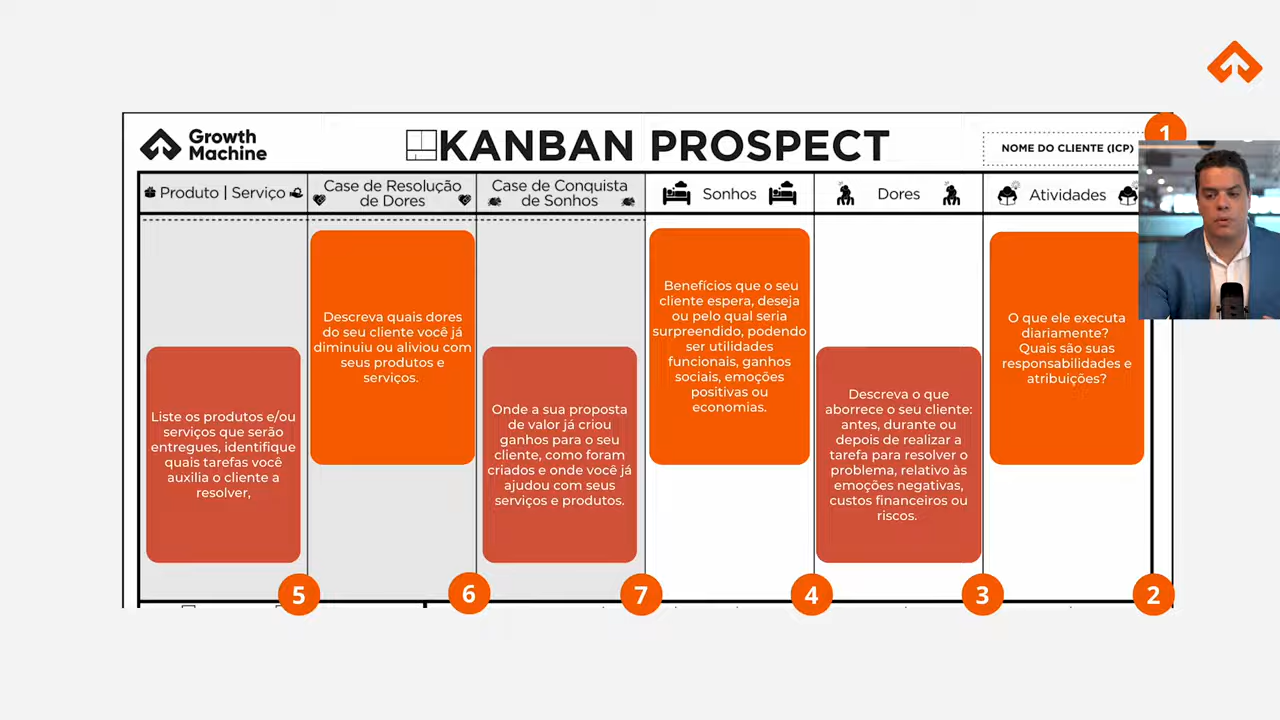 Growth
Machine
KANBAN PROSPECT
NOME DO CLIENTE (ICP)
1
Produto | Serviço
Case de Resolução
de Dores
Case de Conquista
de Sonhos
Sonhos
Dores
Atividades
Liste os produtos e/ou
serviços que serão
entregues, identifique
quais tarefas você
auxilia o cliente a
resolver,
Descreva quais dores
do seu cliente você já
diminuiu ou aliviou com
seus produtos e
serviços.
Onde a sua proposta
de valor já criou
ganhos para o seu
cliente, como foram
criados e onde você já
ajudou com seus
serviços e produtos.
Benefícios que o seu
cliente espera, deseja
ou pelo qual seria
surpreendido, podendo
ser utilidades
funcionais, ganhos
sociais, emoções
positivas ou
economias.
Descreva o que
aborrece o seu cliente:
antes, durante ou
depois de realizar a
tarefa para resolver o
problema, relativo às
emoções negativas,
custos financeiros ou
riscos.
O que ele executa
diariamente?
Quais são suas
responsabilidades e
atribuições?
5
6
7
4
3
2